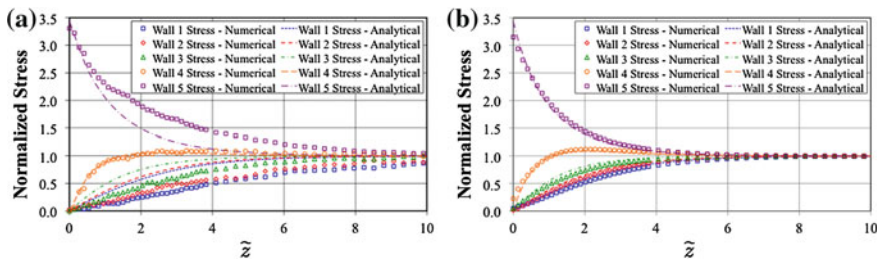 (a)
Normalized Stress
3.5
3.0
2.5
2.0
1.5
1.0
0.5
0.0
Wall 1 Stress - Numerical Wall 1 Stress - Analytical
Wall 2 Stress - Numerical Wall 2 Stress - Analytical
Wall 3 Stress - Numerical Wall 3 Stress - Analytical
Wall 4 Stress - Numerical Wall 4 Stress - Analytical
Wall 5 Stress - Numerical Wall 5 Stress - Analytical
0 2 4 6 8 10
z̃
(b)
Normalized Stress
3.5
3.0
2.5
2.0
1.5
1.0
0.5
0.0
Wall 1 Stress - Numerical Wall 1 Stress - Analytical
Wall 2 Stress - Numerical Wall 2 Stress - Analytical
Wall 3 Stress - Numerical Wall 3 Stress - Analytical
Wall 4 Stress - Numerical Wall 4 Stress - Analytical
Wall 5 Stress - Numerical Wall 5 Stress - Analytical
0 2 4 6 8 10
z̃